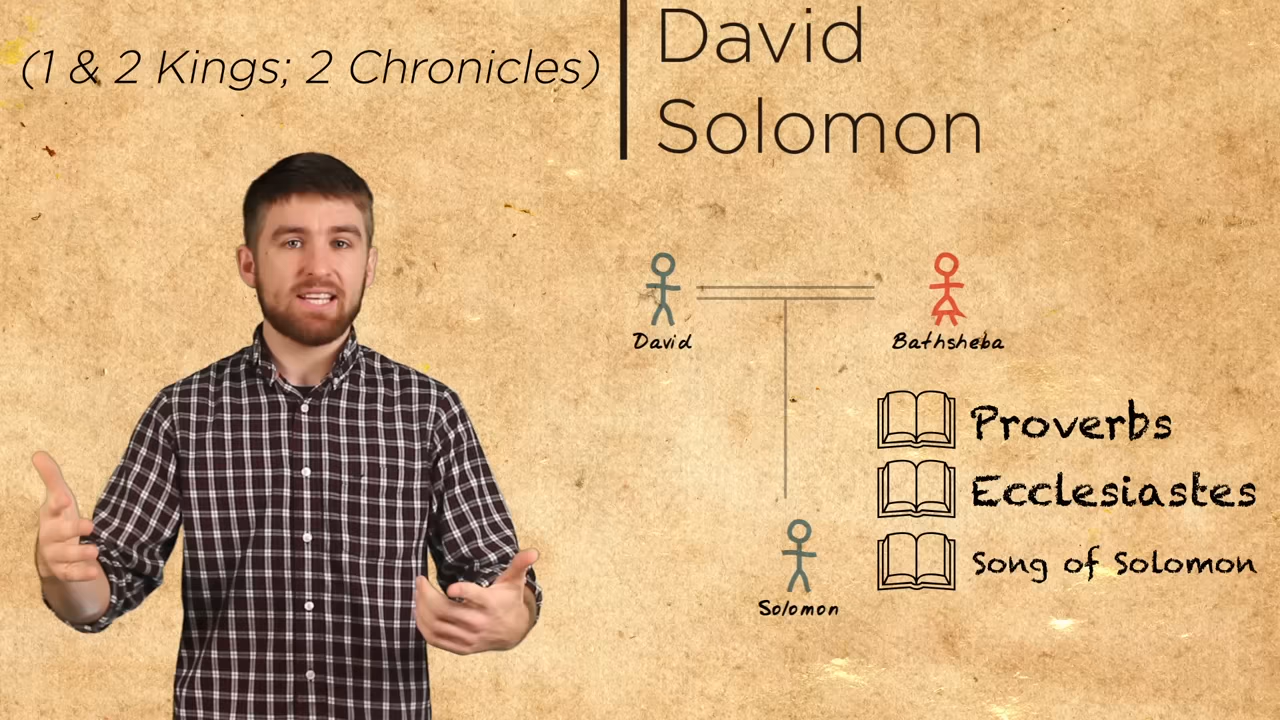 (1 & 2 Kings; 2 Chronicles)
David
Solomon
David
Bathsheba
Proverbs
Ecclesiastes
Song of Solomon
Solomon